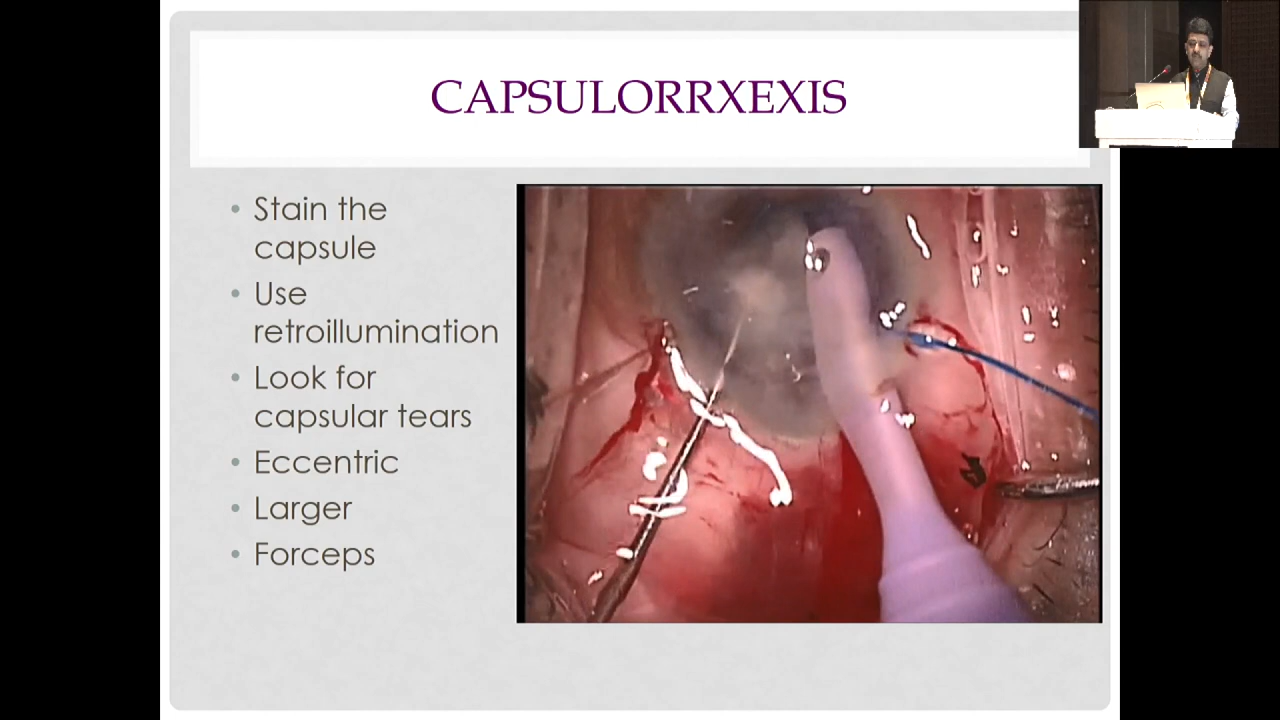 CAPSULORRXEXIS
• Stain the
capsule
• Use
retroillumination
• Look for
capsular tears
• Eccentric
• Larger
• Forceps